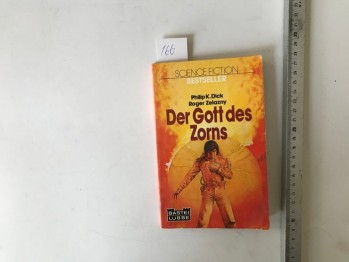 166
SCIENCE FICTION
BESTSELLER
Philip K. Dick
Roger Zelazny
Der Gott des
Zorns
BASTEI
LÜBBE